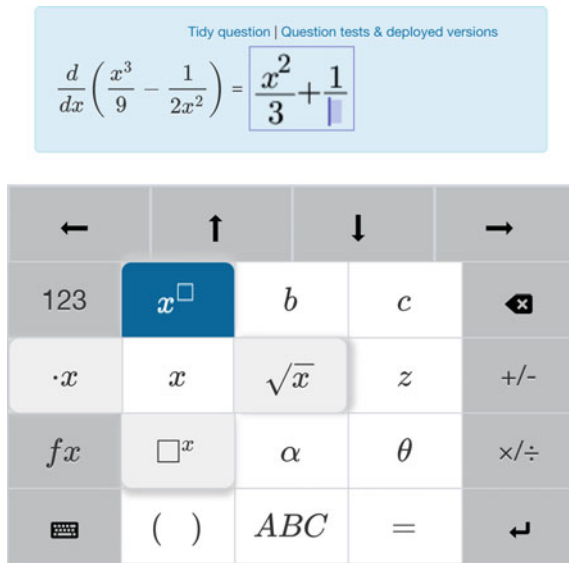 Tidy question | Question tests & deployed versions
d/dx (x³/9 − 1/2x²) = x²/3 + 1/
← ↑ ↓ →
123 x□ b c
·x x √x z +/-
fx □x α θ ×/÷
( ) ABC =